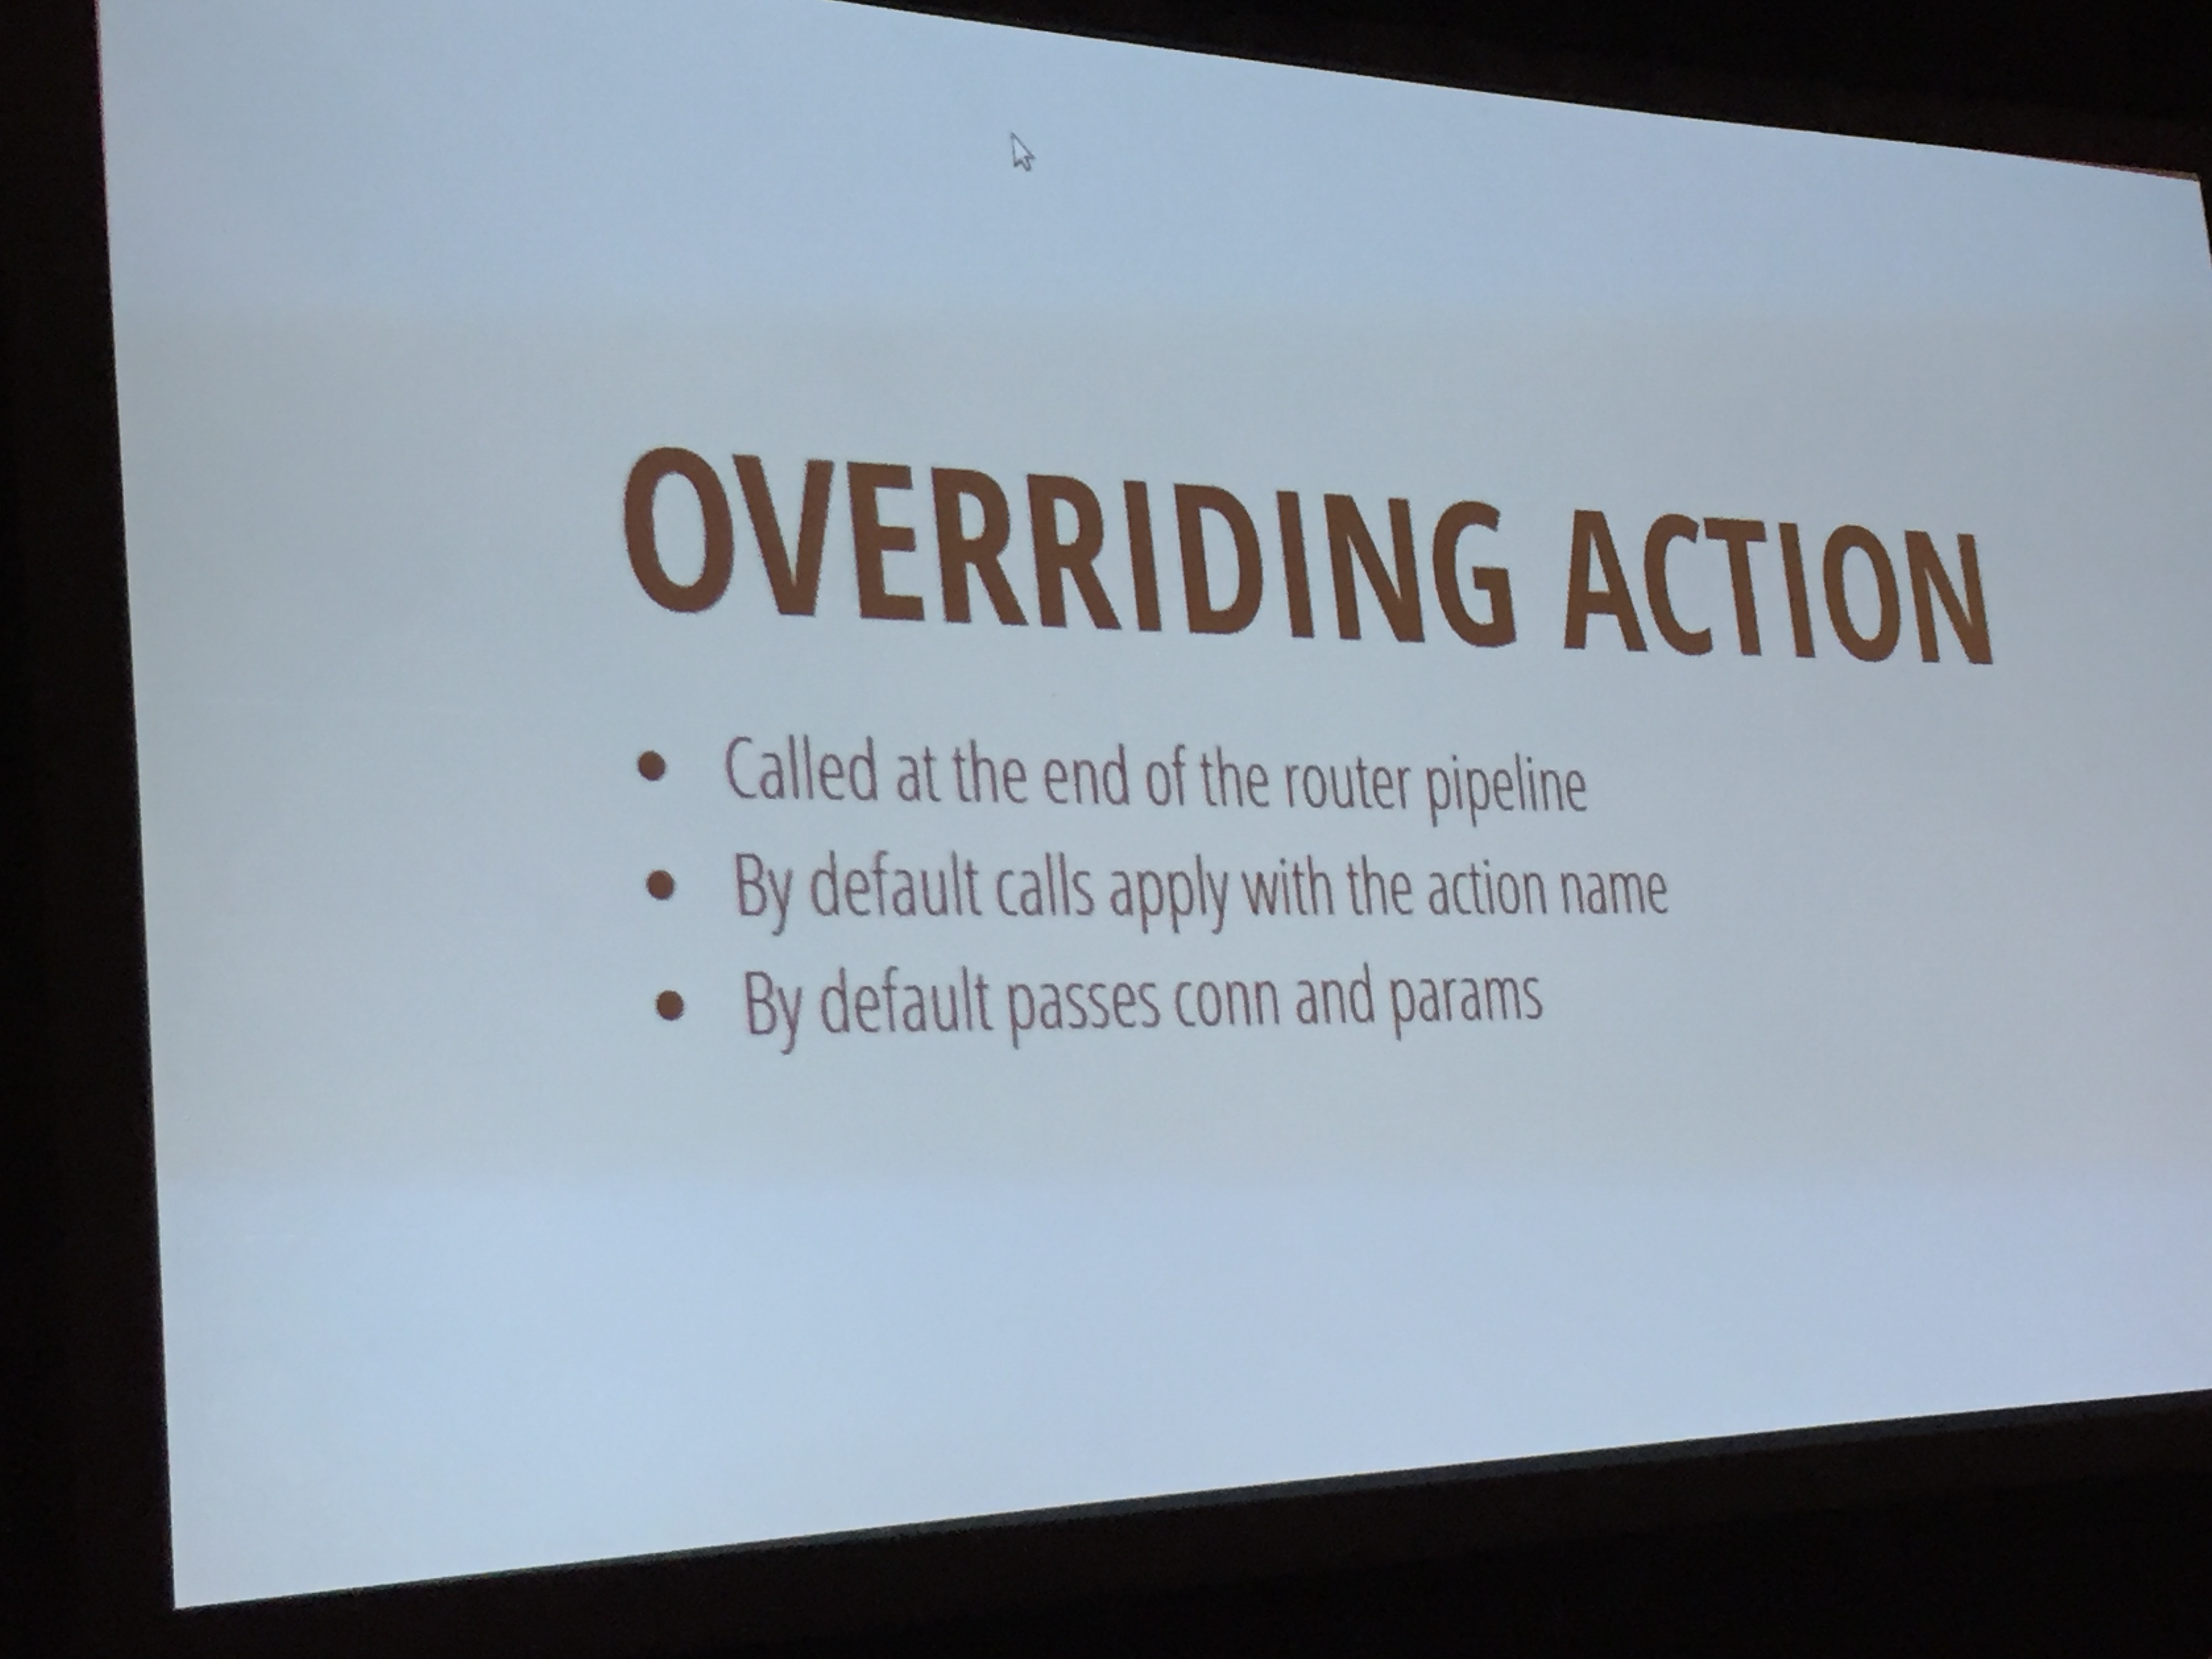 OVERRIDING ACTION
• Called at the end of the router pipeline
• By default calls apply with the action name
• By default passes conn and params